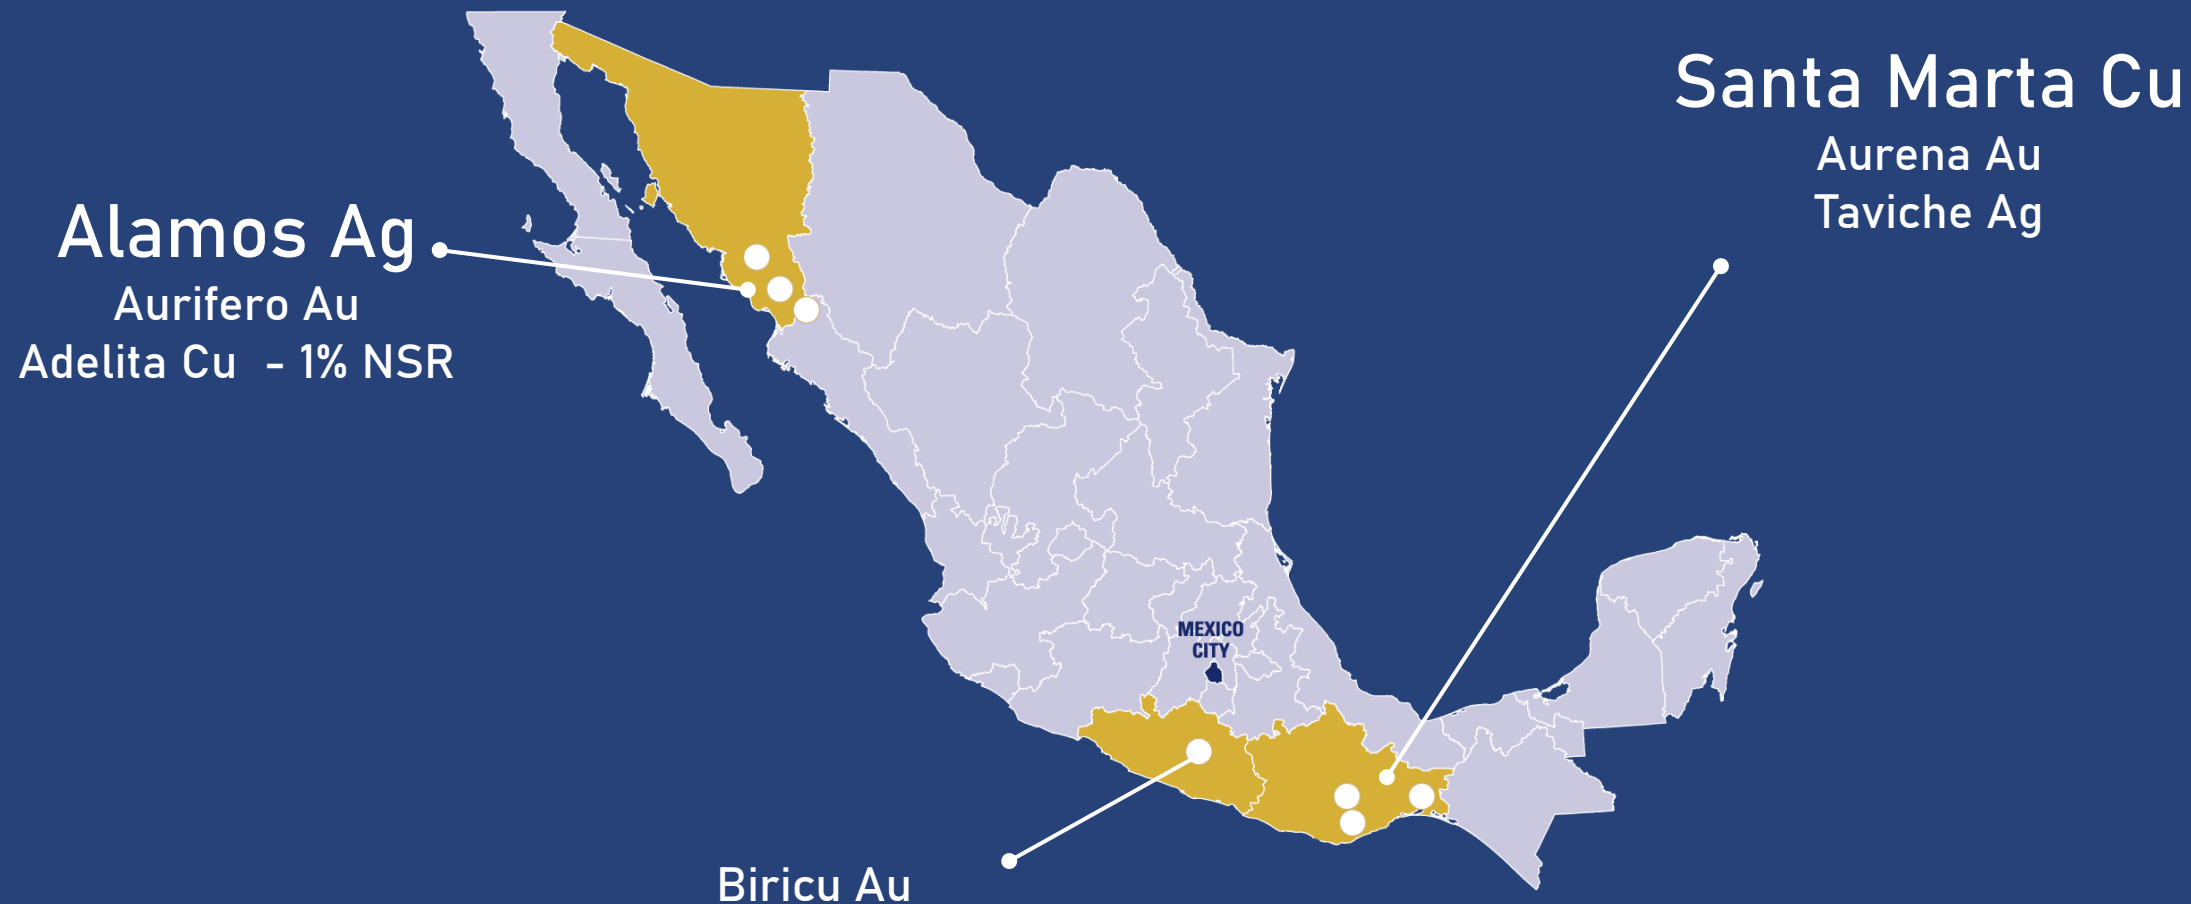 Santa Marta Cu
Aurena Au
Taviche Ag
Alamos Ag
Aurifero Au
Adelita Cu - 1% NSR
MEXICO
CITY
Biricu Au